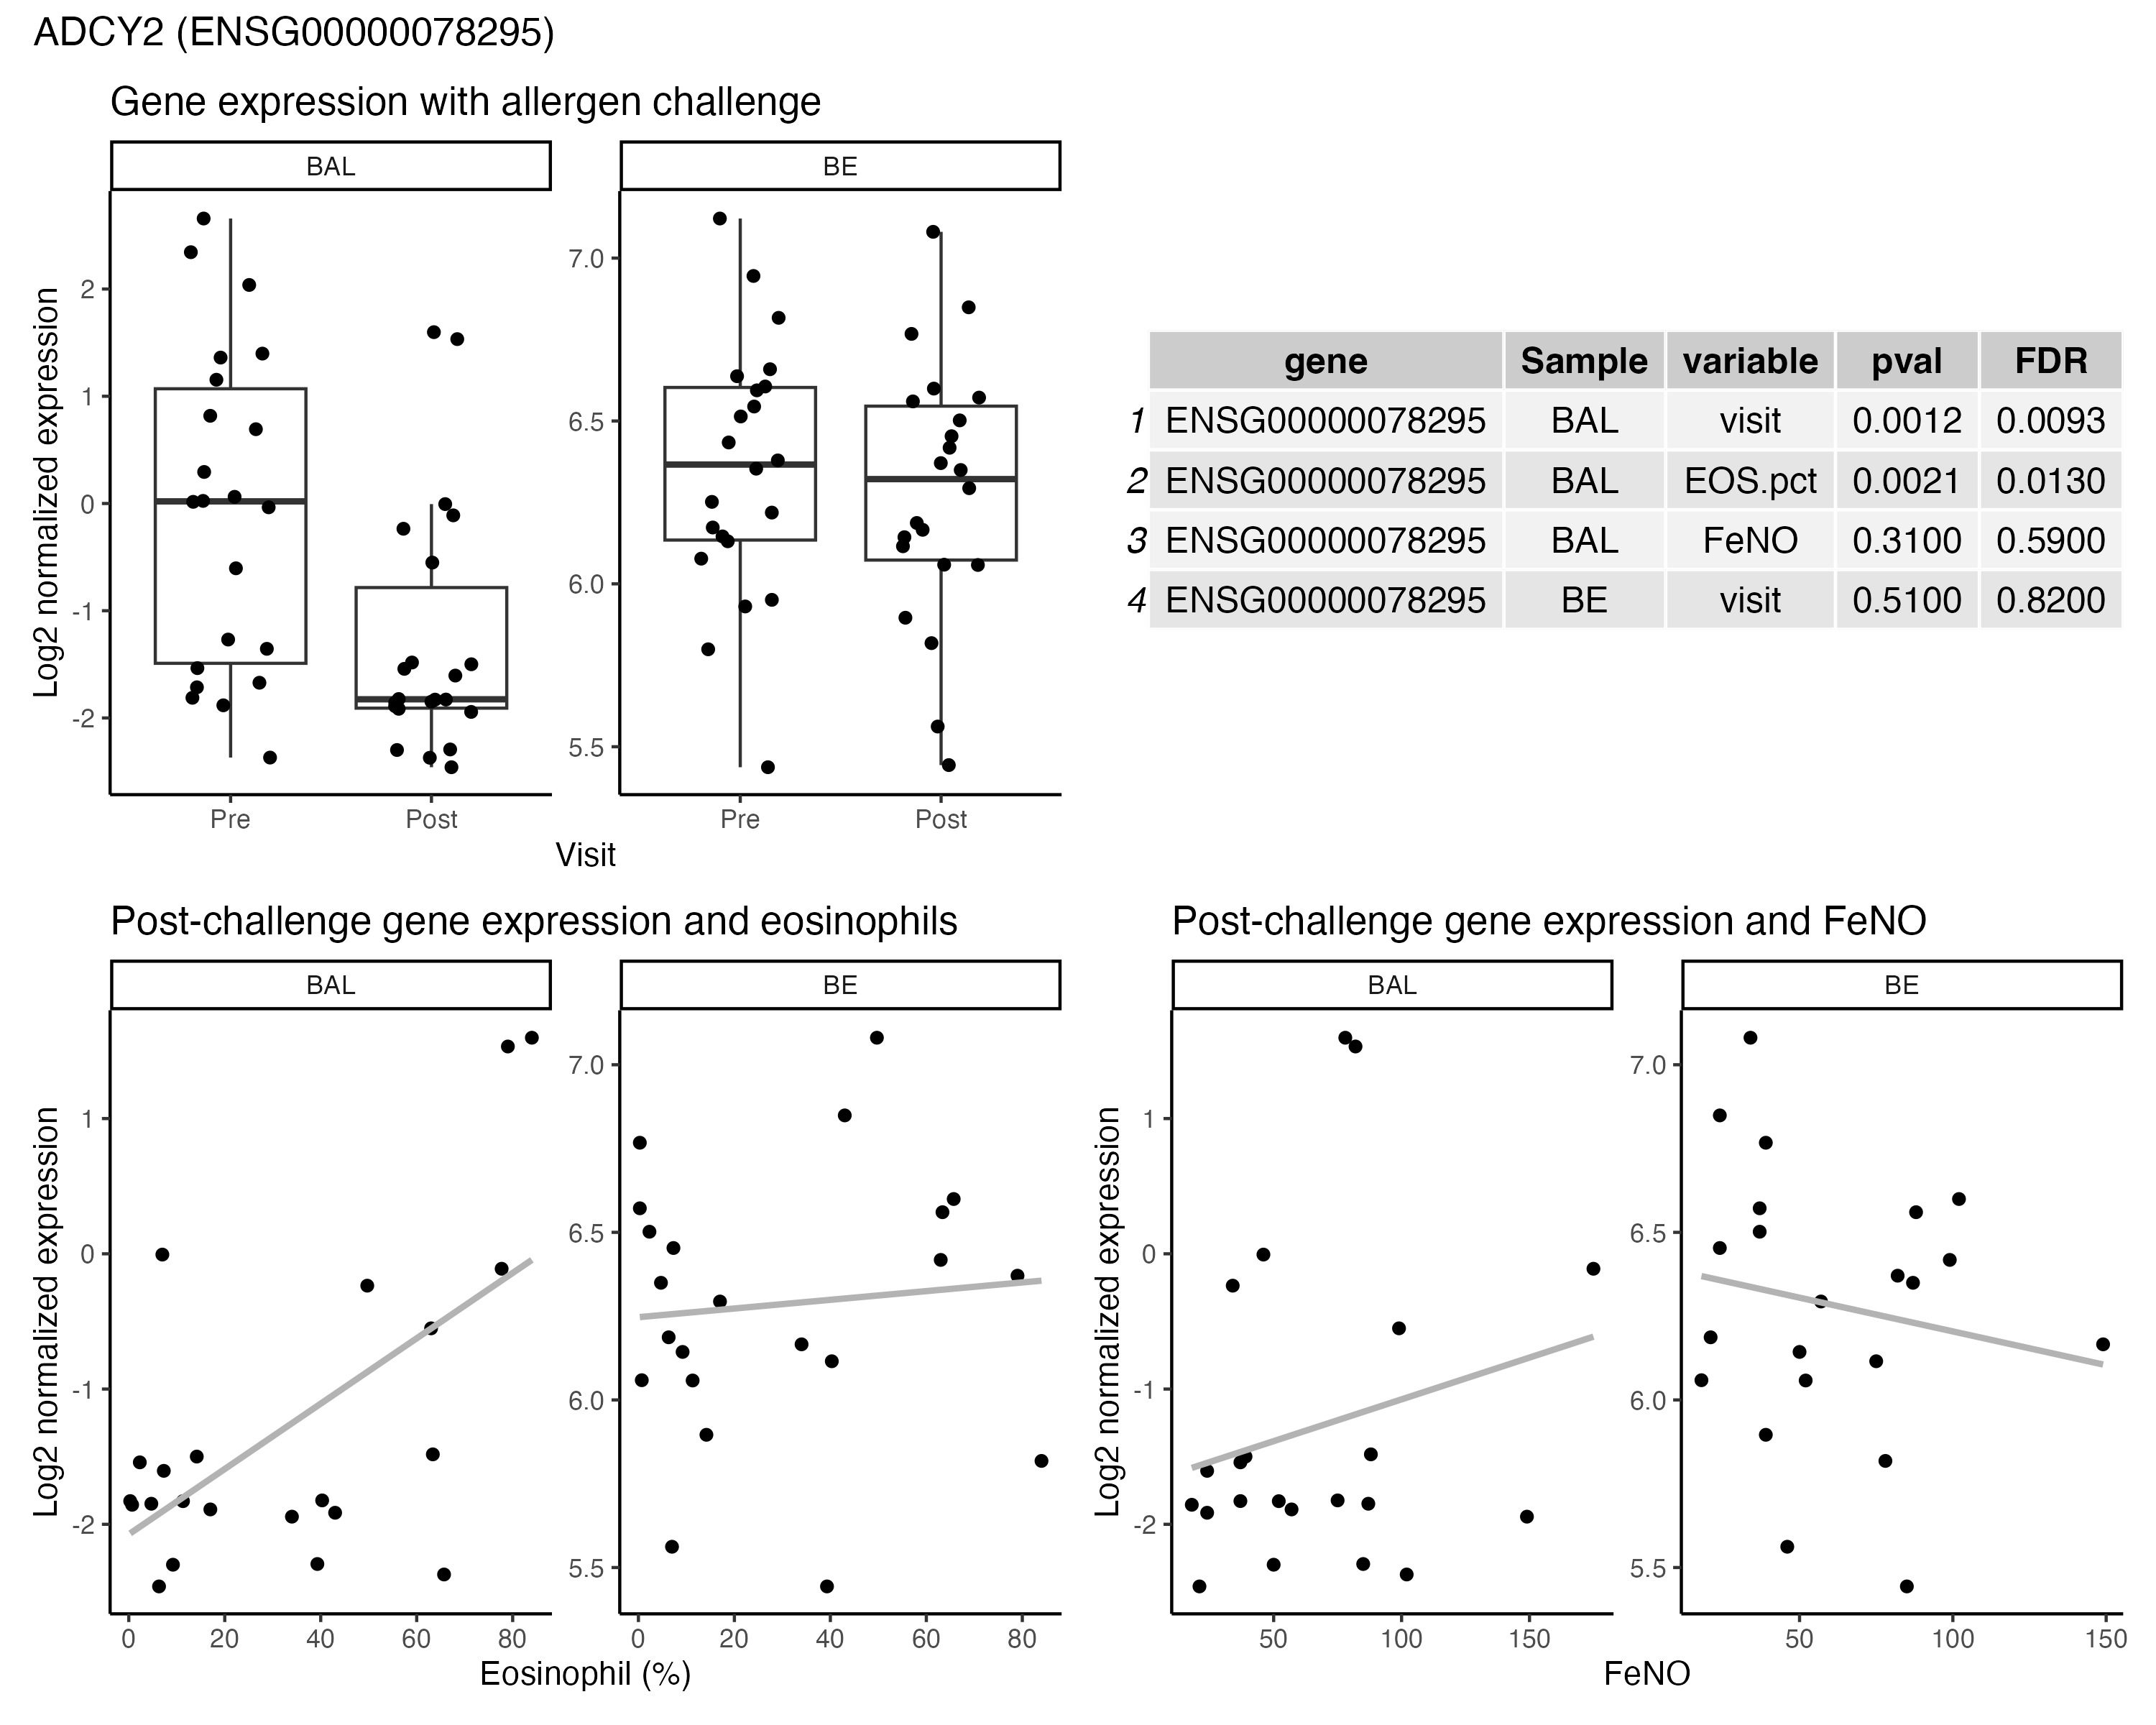 ADCY2 (ENSG00000078295)
Gene expression with allergen challenge
BAL BE
Log2 normalized expression
2
1
0
-1
-2
7.0
6.5
6.0
5.5
Pre Post Pre Post
Visit
gene Sample variable pval FDR
1 ENSG00000078295 BAL visit 0.0012 0.0093
2 ENSG00000078295 BAL EOS.pct 0.0021 0.0130
3 ENSG00000078295 BAL FeNO 0.3100 0.5900
4 ENSG00000078295 BE visit 0.5100 0.8200
Post-challenge gene expression and eosinophils
BAL BE
Log2 normalized expression
1
0
-1
-2
7.0
6.5
6.0
5.5
0 20 40 60 80 0 20 40 60 80
Eosinophil (%)
Post-challenge gene expression and FeNO
BAL BE
Log2 normalized expression
1
0
-1
-2
7.0
6.5
6.0
5.5
50 100 150 50 100 150
FeNO